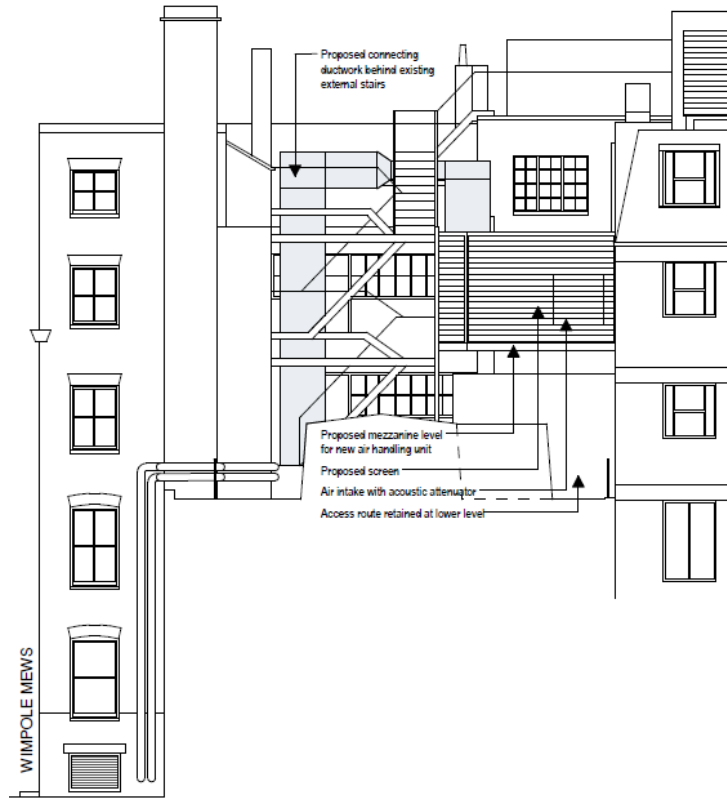 Proposed connecting
ductwork behind existing
external stairs
Proposed mezzanine level
for new air handling unit
Proposed screen
Air intake with acoustic attenuator
Access route retained at lower level
WIMPOLE MEWS